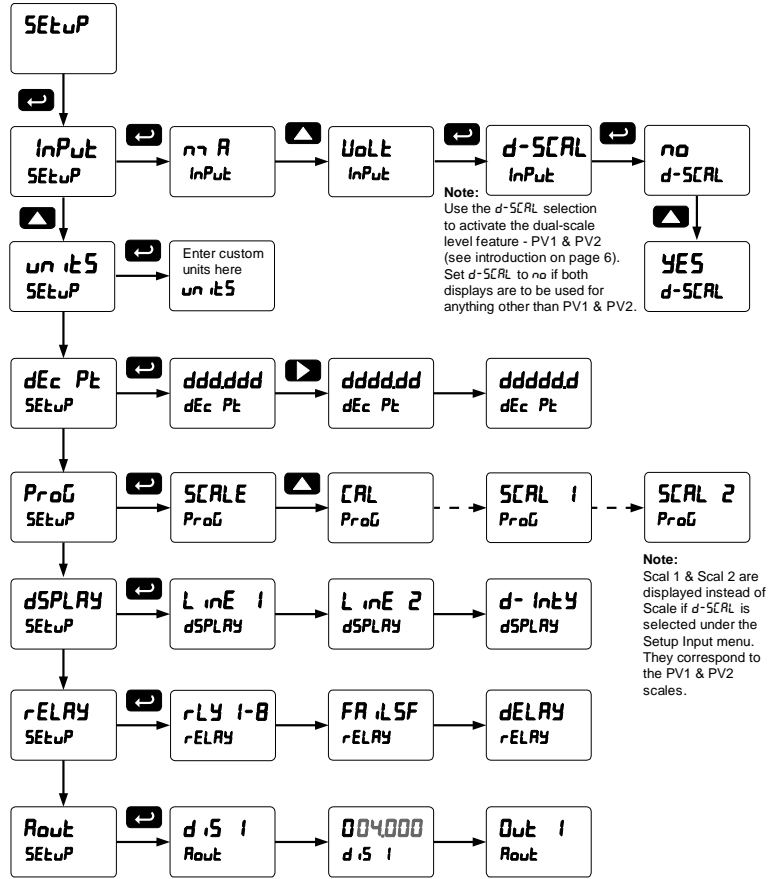 SEtuP
InPut
SEtuP
mA
InPut
VoLt
InPut
d-SCAL
InPut
no
d-SCAL
Note:
Use the d-SCAL selection
to activate the dual-scale
level feature - PV1 & PV2
(see introduction on page 6).
Set d-SCAL to no if both
displays are to be used for
anything other than PV1 & PV2.
YES
d-SCAL
unitS
SEtuP
Enter custom
units here
unitS
dEc Pt
SEtuP
ddd.ddd
dEc Pt
dddd.dd
dEc Pt
ddddd.d
dEc Pt
ProG
SEtuP
SCALE
ProG
CAL
ProG
SCAL 1
ProG
SCAL 2
ProG
Note:
Scal 1 & Scal 2 are
displayed instead of
Scale if d-SCAL is
selected under the
Setup Input menu.
They correspond to
the PV1 & PV2
scales.
dSPLAY
SEtuP
LinE 1
dSPLAY
LinE 2
dSPLAY
d-IntY
dSPLAY
rELAY
SEtuP
rLY 1-8
rELAY
FAiLSF
rELAY
dELAY
rELAY
Aout
SEtuP
diS 1
Aout
004.000
diS 1
Out 1
Aout